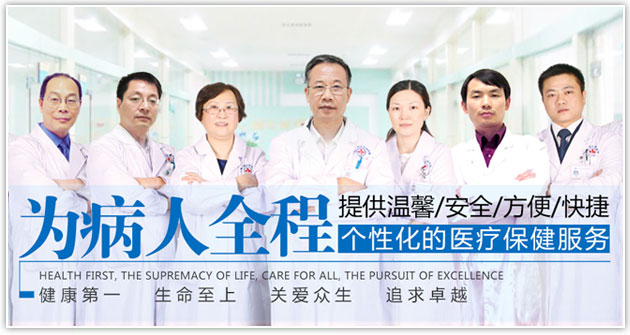 为病人全程
提供温馨/安全/方便/快捷
个性化的医疗保健服务
HEALTH FIRST, THE SUPREMACY OF LIFE, CARE FOR ALL, THE PURSUIT OF EXCELLENCE
健康第一 生命至上 关爱众生 追求卓越